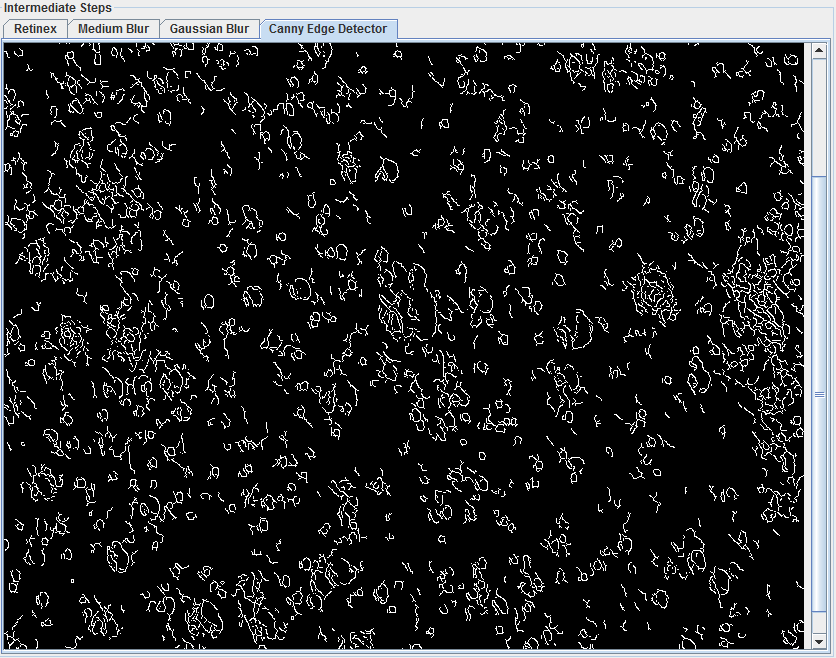 Intermediate Steps
Retinex Medium Blur Gaussian Blur Canny Edge Detector